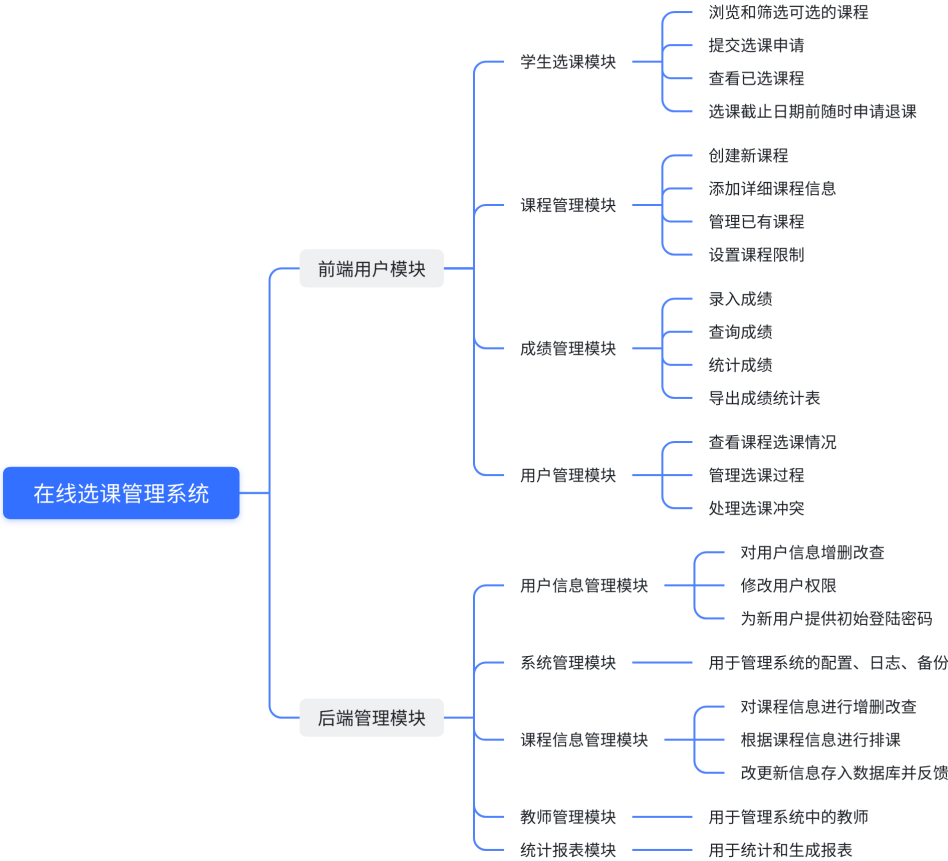 在线选课管理系统
前端用户模块
学生选课模块
浏览和筛选可选的课程
提交选课申请
查看已选课程
选课截止日期前随时申请退课
课程管理模块
创建新课程
添加详细课程信息
管理已有课程
设置课程限制
成绩管理模块
录入成绩
查询成绩
统计成绩
导出成绩统计表
用户管理模块
查看课程选课情况
管理选课过程
处理选课冲突
后端管理模块
用户信息管理模块
对用户信息增删改查
修改用户权限
为新用户提供初始登陆密码
系统管理模块
用于管理系统的配置、日志、备份
课程信息管理模块
对课程信息进行增删改查
根据课程信息进行排课
改更新信息存入数据库并反馈
教师管理模块
用于管理系统中的教师
统计报表模块
用于统计和生成报表